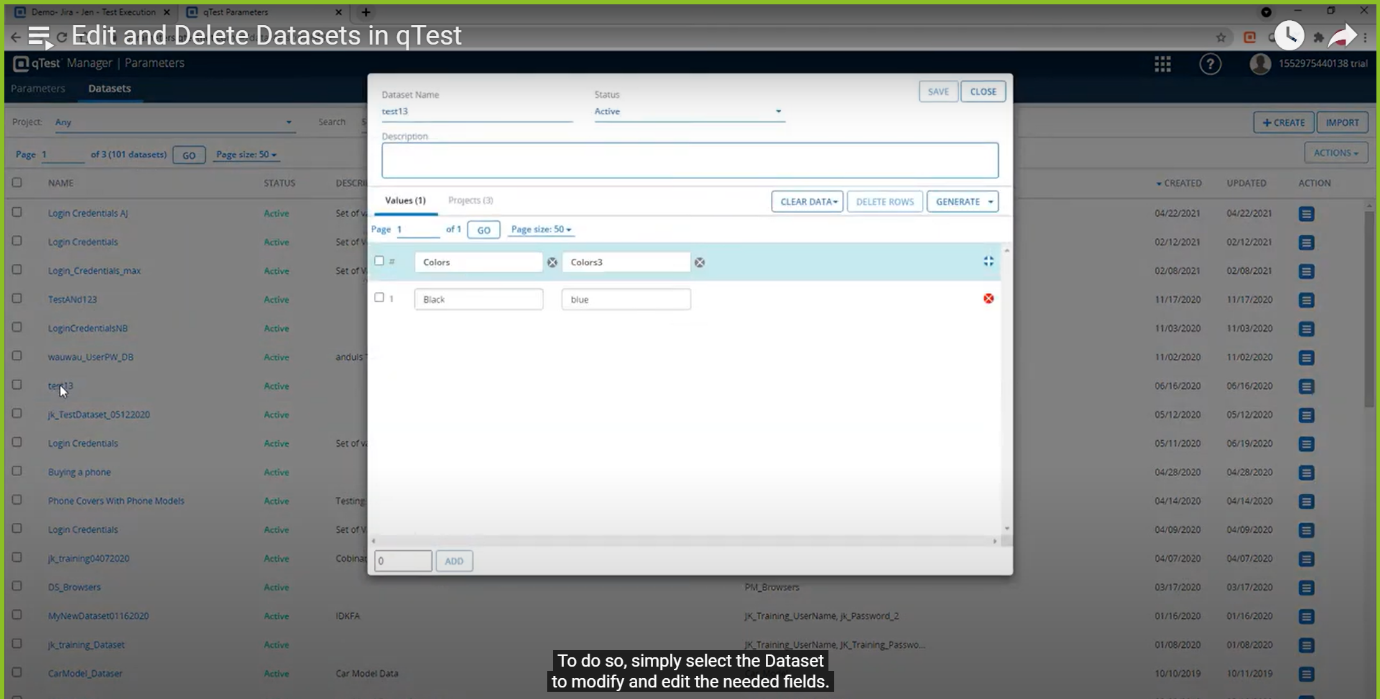 Demo- Jira - Jen - Test Execution
qTest Parameters
Edit and Delete Datasets in qTest
qTest Manager | Parameters
1552975440138 trial
Parameters Datasets
Project Any Search
+ CREATE IMPORT
Page 1 of 3 (101 datasets) GO Page size: 50
ACTIONS
NAME STATUS CREATED UPDATED ACTION
Login Credentials AJ Active Set of 04/22/2021 04/22/2021
Login Credentials Active Set of 02/12/2021 02/12/2021
Login_Credentials_max Active Set of 02/08/2021 02/08/2021
TestANd123 Active 11/17/2020 11/17/2020
LoginCredentialsNB Active 11/03/2020 11/03/2020
wauwau_UserPW_DB Active anduls 11/02/2020 11/02/2020
test13 Active 06/16/2020 06/16/2020
jk_TestDataset_05122020 Active 05/12/2020 05/12/2020
Login Credentials Active Set of 05/11/2020 06/19/2020
Buying a phone Active 04/28/2020 04/28/2020
Phone Covers With Phone Models Active Testing 04/14/2020 04/14/2020
Login Credentials Active Set of 04/09/2020 04/09/2020
jk_training04072020 Active 04/07/2020 04/07/2020
DS_Browsers Active PM_Browsers 03/17/2020 03/17/2020
MyNewDataset01162020 Active IDKFA JK_Training_UserName, jk_Password_2 01/16/2020 01/16/2020
jk_training_Dataset Active JK_Training_UserName, JK_Training_Passwo... 01/08/2020 01/08/2020
CarModel_Dataser Active Car Model Data 10/10/2019 10/11/2019
Dataset Name Status SAVE CLOSE
test13 Active
Description
Values (1) Projects (3) CLEAR DATA DELETE ROWS GENERATE
Page 1 of 1 GO Page size: 50
# Colors Colors3
1 Black blue
0 ADD
To do so, simply select the Dataset
to modify and edit the needed fields.